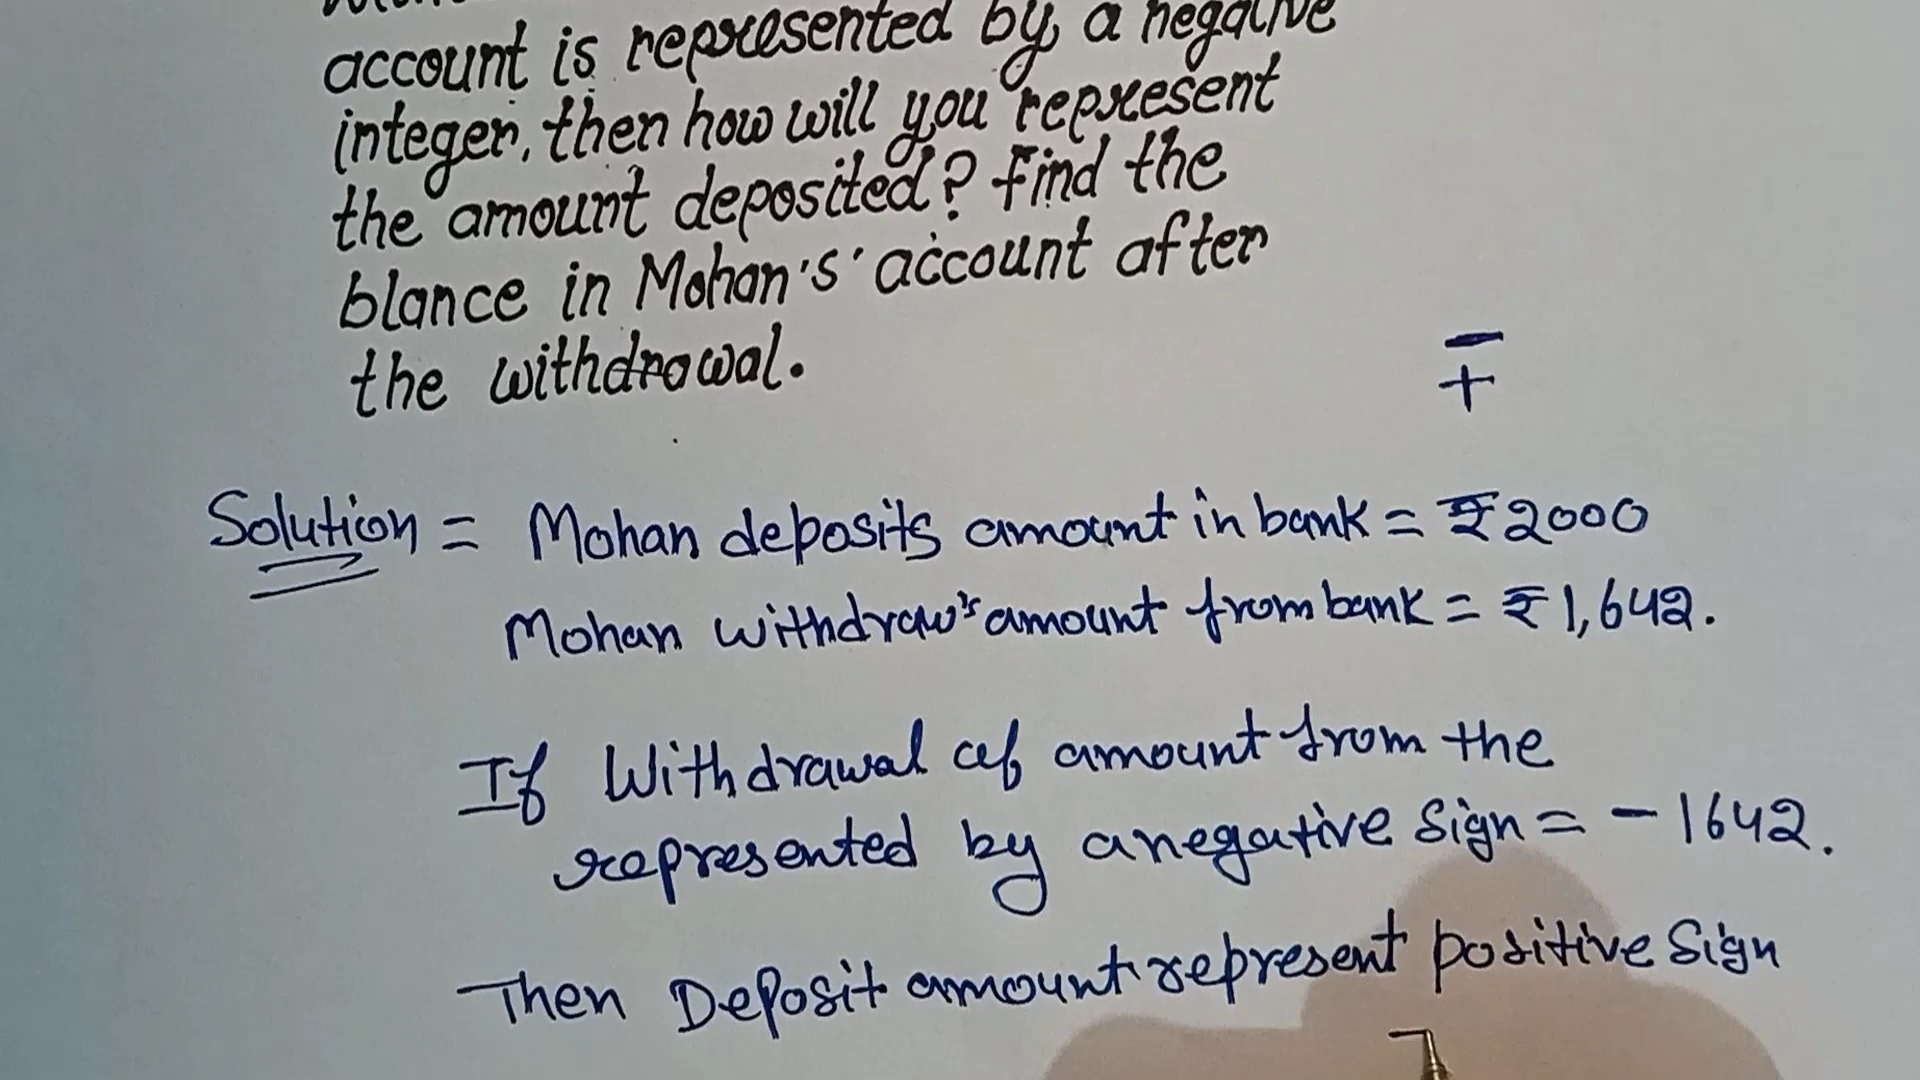 account is represented by a negative
integer, then how will you represent
the amount deposited? find the
blance in Mohan's' account after
the withdrawal.
−
+
Solution = Mohan deposits amount in bank = ₹2000
Mohan withdraw's amount from bank = ₹1,642.
If Withdrawal of amount from the
represented by a negative Sign = − 1642.
Then Deposit amount represent positive Sign